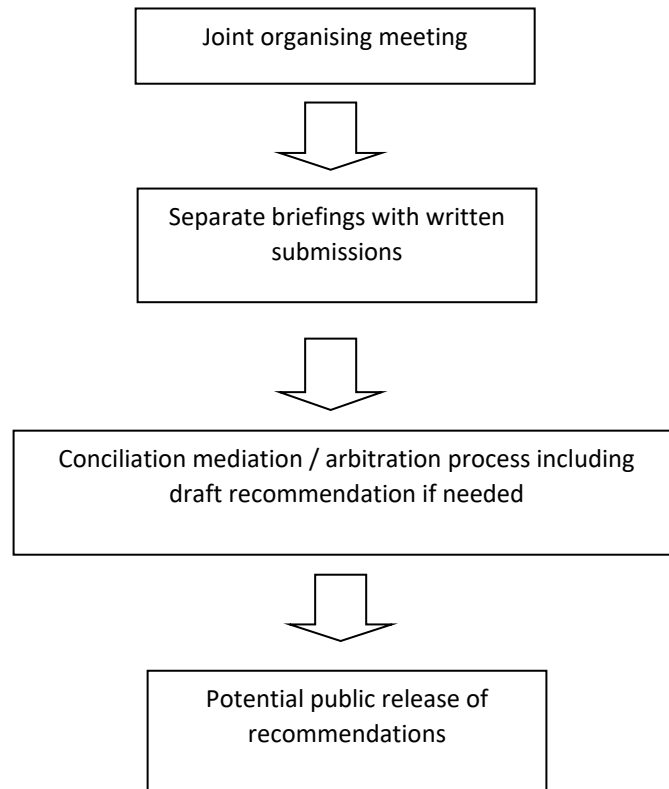 Joint organising meeting
Separate briefings with written
submissions
Conciliation mediation / arbitration process including
draft recommendation if needed
Potential public release of
recommendations